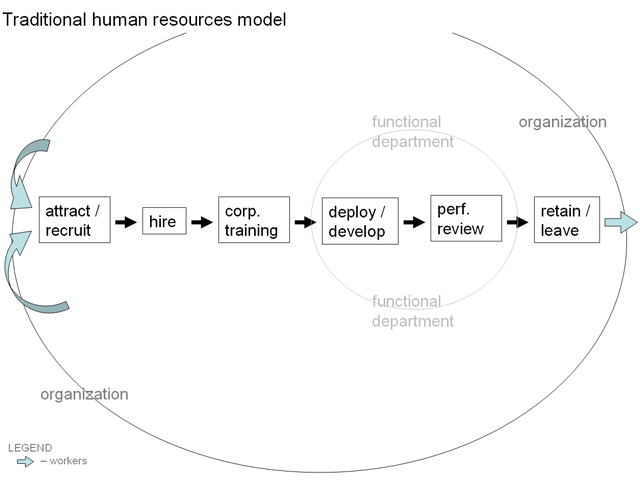 Traditional human resources model
functional
department
organization
attract /
recruit
hire
corp.
training
deploy /
develop
perf.
review
retain /
leave
functional
department
organization
LEGEND
– workers